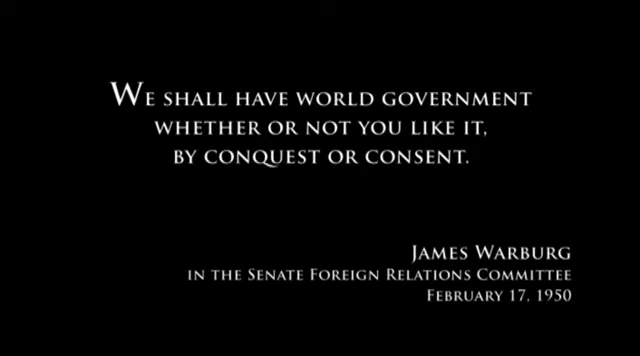 We shall have world government
whether or not you like it,
by conquest or consent.
James Warburg
in the Senate Foreign Relations Committee
February 17, 1950